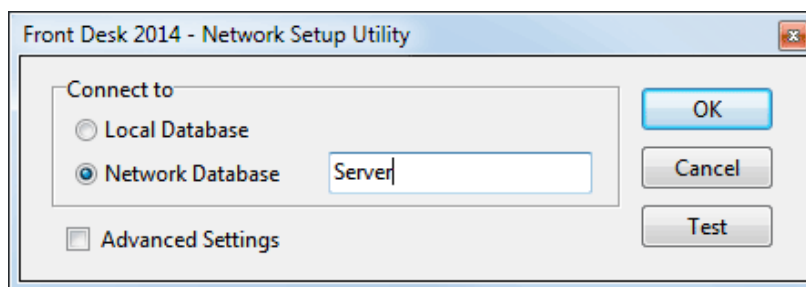 Front Desk 2014 - Network Setup Utility
Connect to
Local Database
OK
Network Database
Server
Cancel
Advanced Settings
Test